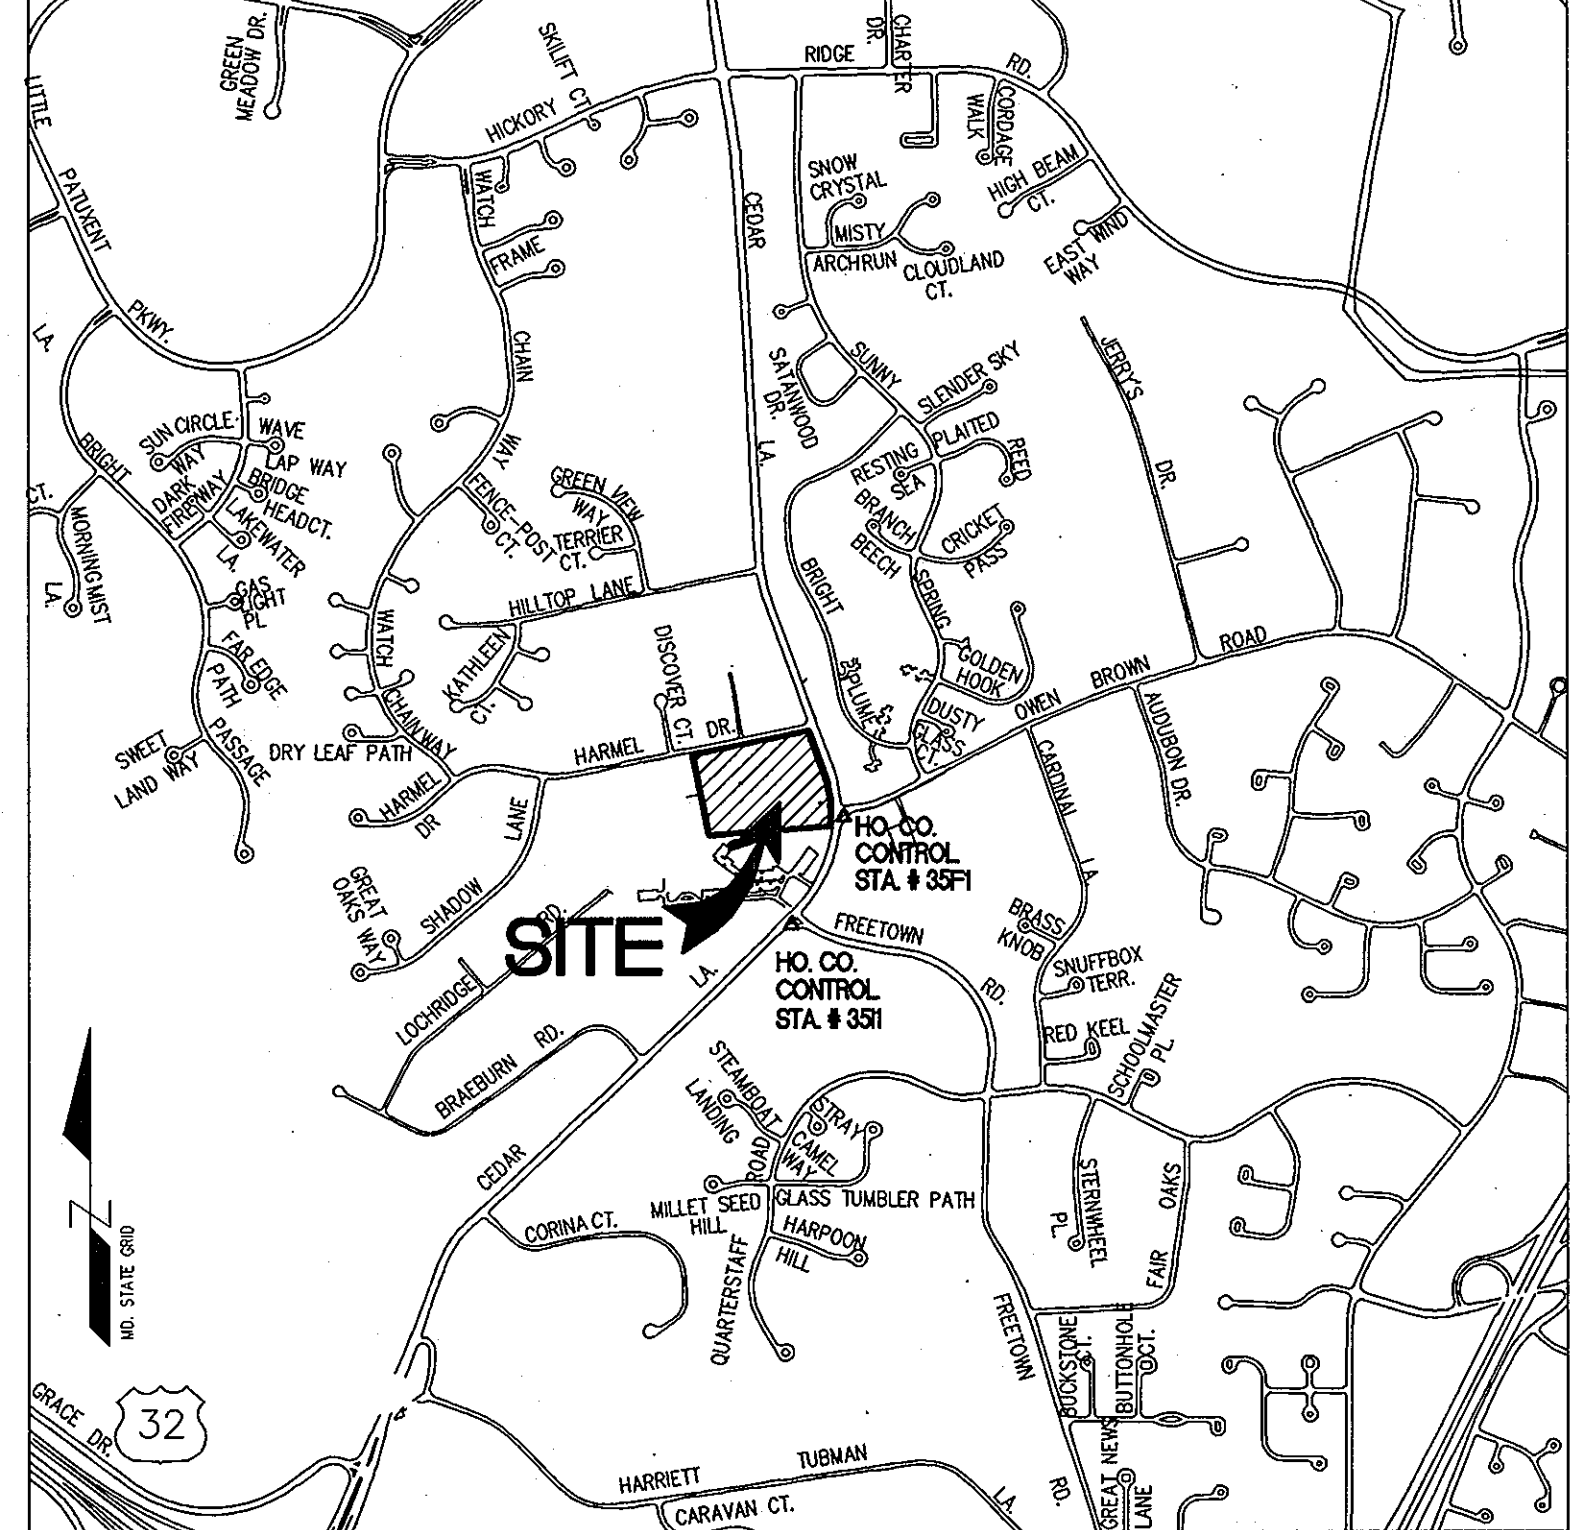 GREEN
MEADOW DR.
SKILIFT CT.
CHARTER
DR.
RIDGE
RD.
HICKORY
CORDAGE
WALK
LITTLE
PATUXENT
PKWY.
WATCH
FRAME
CHAIN
WAY
CEDAR
LA.
SNOW
CRYSTAL
MISTY
ARCHRUN
CLOUDLAND
CT.
HIGH BEAM
CT.
EAST WIND
WAY
LA.
SATANWOOD
DR.
SUNNY
SLENDER SKY
JERRY'S
DR.
SUN CIRCLE
WAY
WAVE
LAP WAY
BRIDGE
HEADCT.
DARK
FIREWAY
LAKEWATER
LA.
BRIGHT
CT.
MORNING MIST
LA.
GAS
LIGHT
PL
FAR EDGE
PATH
PASSAGE
SWEET
LAND WAY
FENCE-POST
CT.
GREEN VIEW
WAY
TERRIER
CT.
HILLTOP LANE
KATHLEEN
CT.
DISCOVER CT.
WATCH
CHAINWAY
DRY LEAF PATH
HARMEL
DR
HARMEL
DR.
RESTING
SEA
PLAITED
REED
BRANCH
BEECH
CRICKET
PASS
BRIGHT
PLUME
SPRING
GOLDEN
HOOK
DUSTY
GLASS
CT.
OWEN
BROWN
ROAD
AUDUBON DR.
CARDINAL
LA.
LANE
SHADOW
GREAT
OAKS WAY
LOCHRIDGE
RD.
SITE
HO. CO.
CONTROL
STA. # 35F1
HO. CO.
CONTROL
STA. # 3511
FREETOWN
RD.
BRASS
KNOB
SNUFFBOX
TERR.
RED KEEL
SCHOOLMASTER
PL.
BRAEBURN
RD.
CEDAR
LA.
CORINA CT.
STEAMBOAT
LANDING
STRAY
CAMEL
WAY
ROAD
MILLET SEED
HILL
GLASS TUMBLER PATH
HARPOON
HILL
QUARTERSTAFF
STERNWHEEL
PL.
FAIR
OAKS
FREETOWN
RD.
BUCKSTONE
CT.
BUTTONHOLE
CT.
GREAT NEWS
LANE
MD. STATE GRID
GRACE DR.
32
HARRIETT
TUBMAN
LA.
CARAVAN CT.